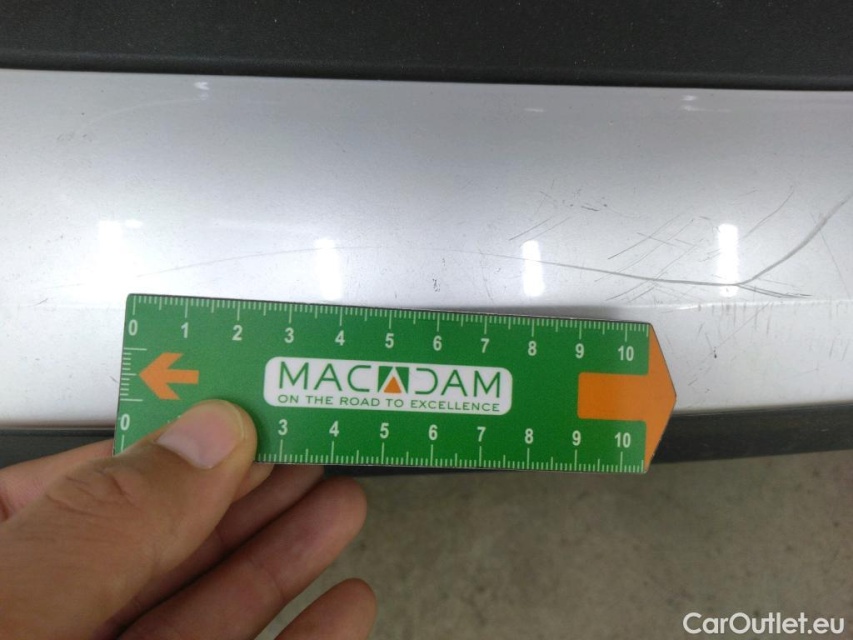 0 1 2 3 4 5 6 7 8 9 10
MACADAM
ON THE ROAD TO EXCELLENCE
0 3 4 5 6 7 8 9 10
CarOutlet.eu